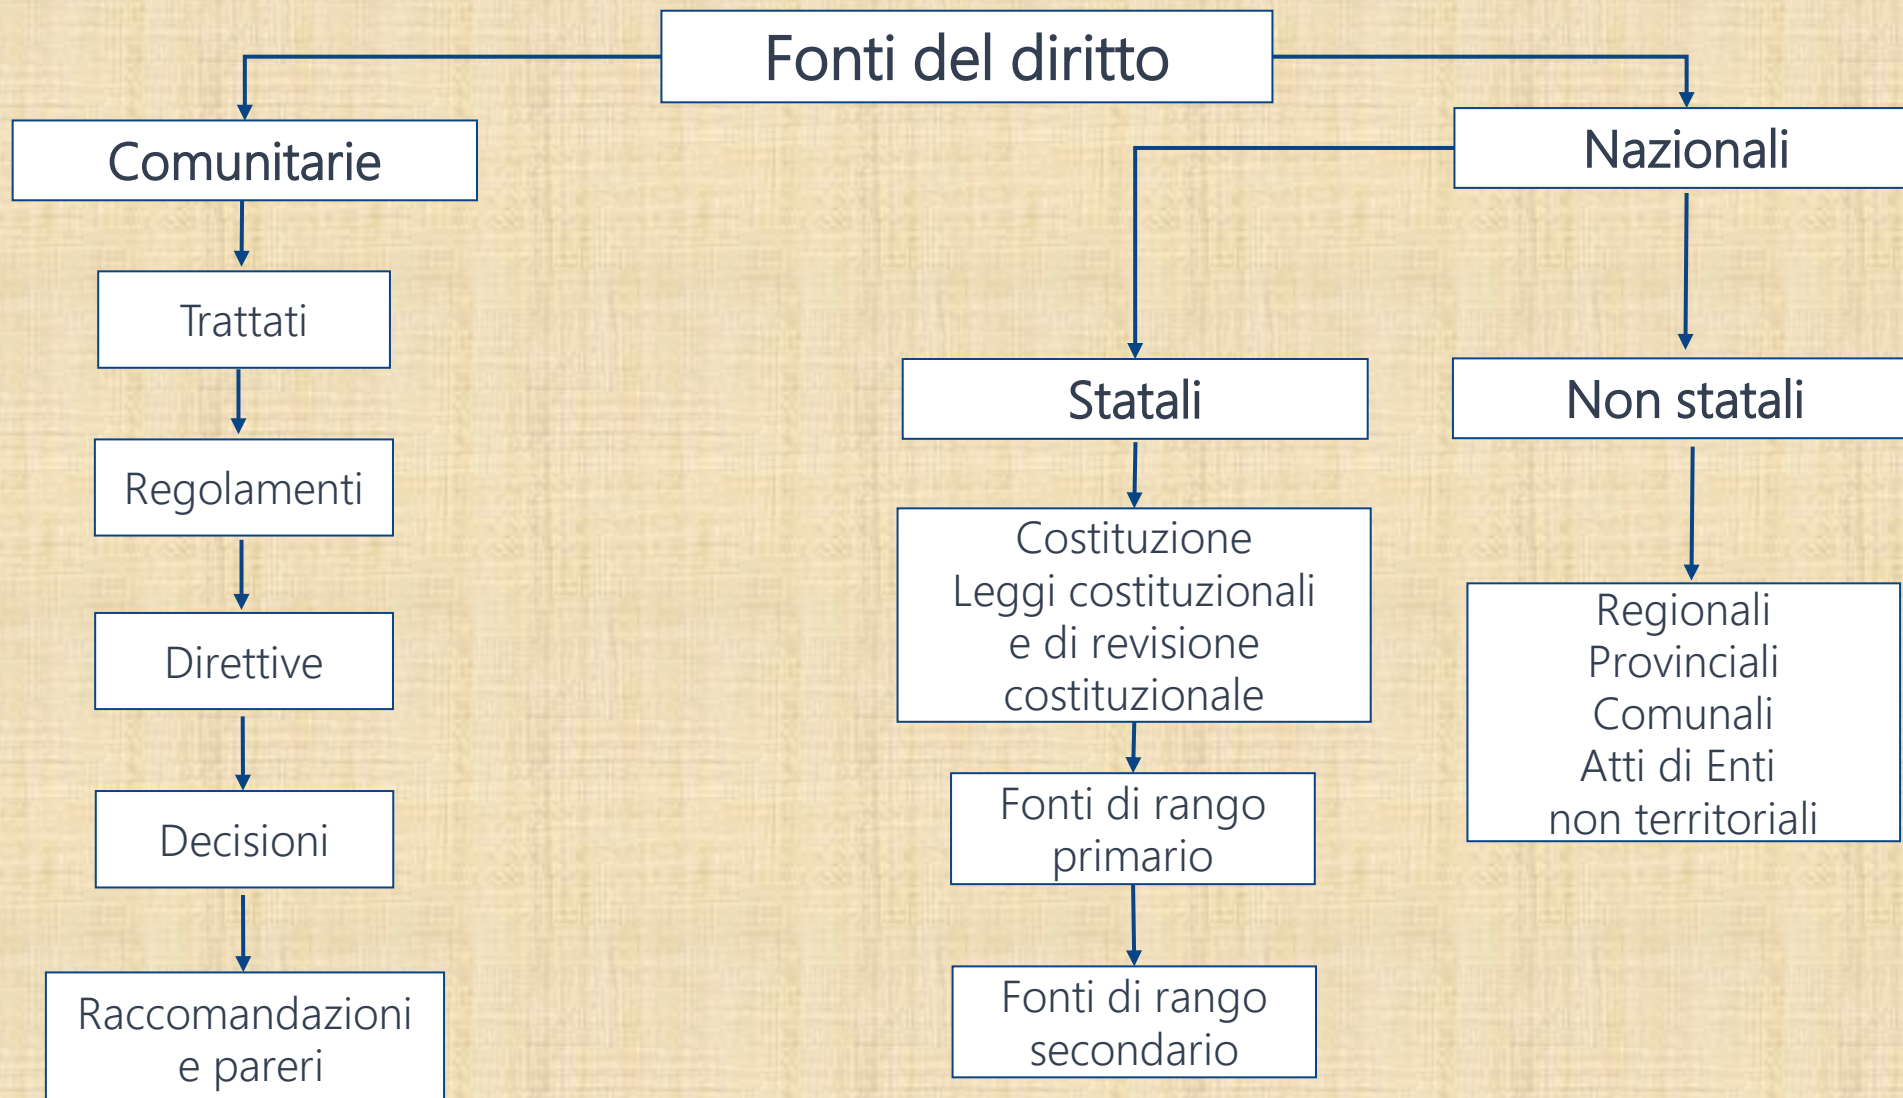 Fonti del diritto
Comunitarie
Nazionali
Trattati
Regolamenti
Direttive
Decisioni
Raccomandazioni
e pareri
Statali
Costituzione
Leggi costituzionali
e di revisione
costituzionale
Fonti di rango
primario
Fonti di rango
secondario
Non statali
Regionali
Provinciali
Comunali
Atti di Enti
non territoriali